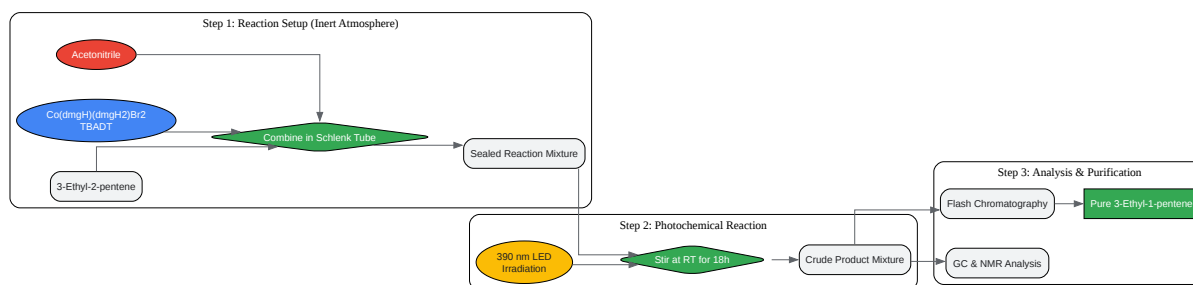 Step 1: Reaction Setup (Inert Atmosphere)
Acetonitrile
Co(dmgH)(dmgH2)Br2
TBADT
Combine in Schlenk Tube
3-Ethyl-2-pentene
Sealed Reaction Mixture
Step 2: Photochemical Reaction
390 nm LED
Irradiation
Stir at RT for 18h
Crude Product Mixture
Step 3: Analysis & Purification
Flash Chromatography
Pure 3-Ethyl-1-pentene
GC & NMR Analysis